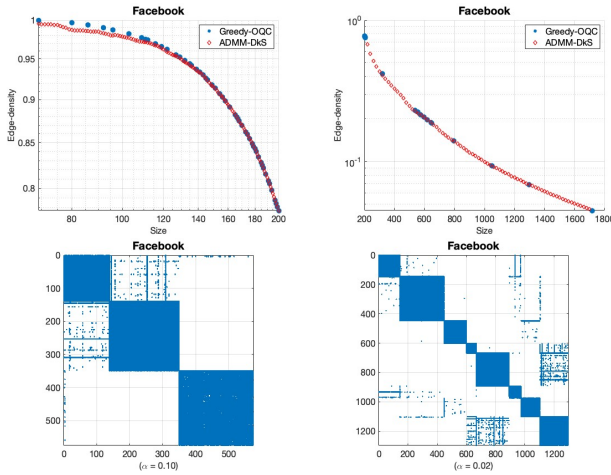 Facebook
1
0.95
0.9
0.85
0.8
Edge-density
Greedy-OQC
ADMM-DkS
80 100 120 140 160 180 200
Size
Facebook
10^0
10^-1
Edge-density
Greedy-OQC
ADMM-DkS
200 400 600 800 1000 1200 1400 1600 1800
Size
Facebook
0
100
200
300
400
500
0 100 200 300 400 500
(α = 0.10)
Facebook
0
200
400
600
800
1000
1200
0 200 400 600 800 1000 1200
(α = 0.02)